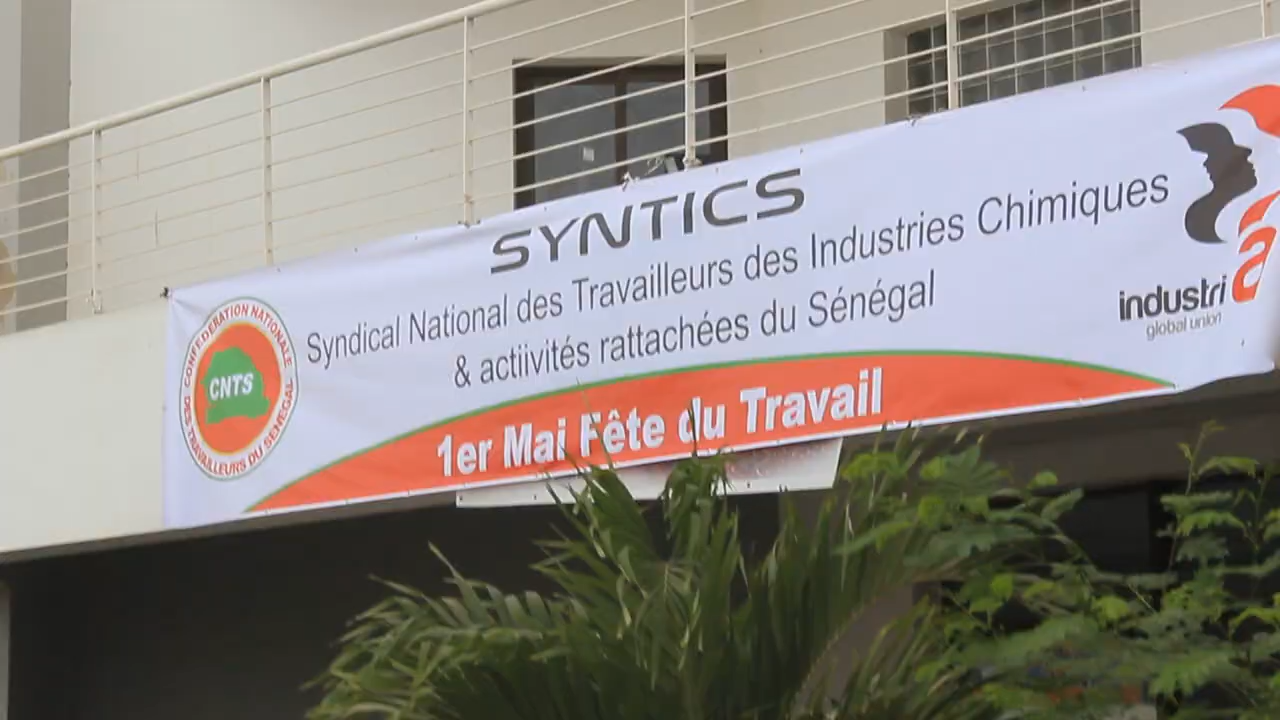 SYNTICS
Syndical National des Travailleurs des Industries Chimiques
& actiivités rattachées du Sénégal
1er Mai Fête du Travail
CONFEDERATION NATIONALE
DES TRAVAILLEURS DU SENEGAL
CNTS
industri
a
global union